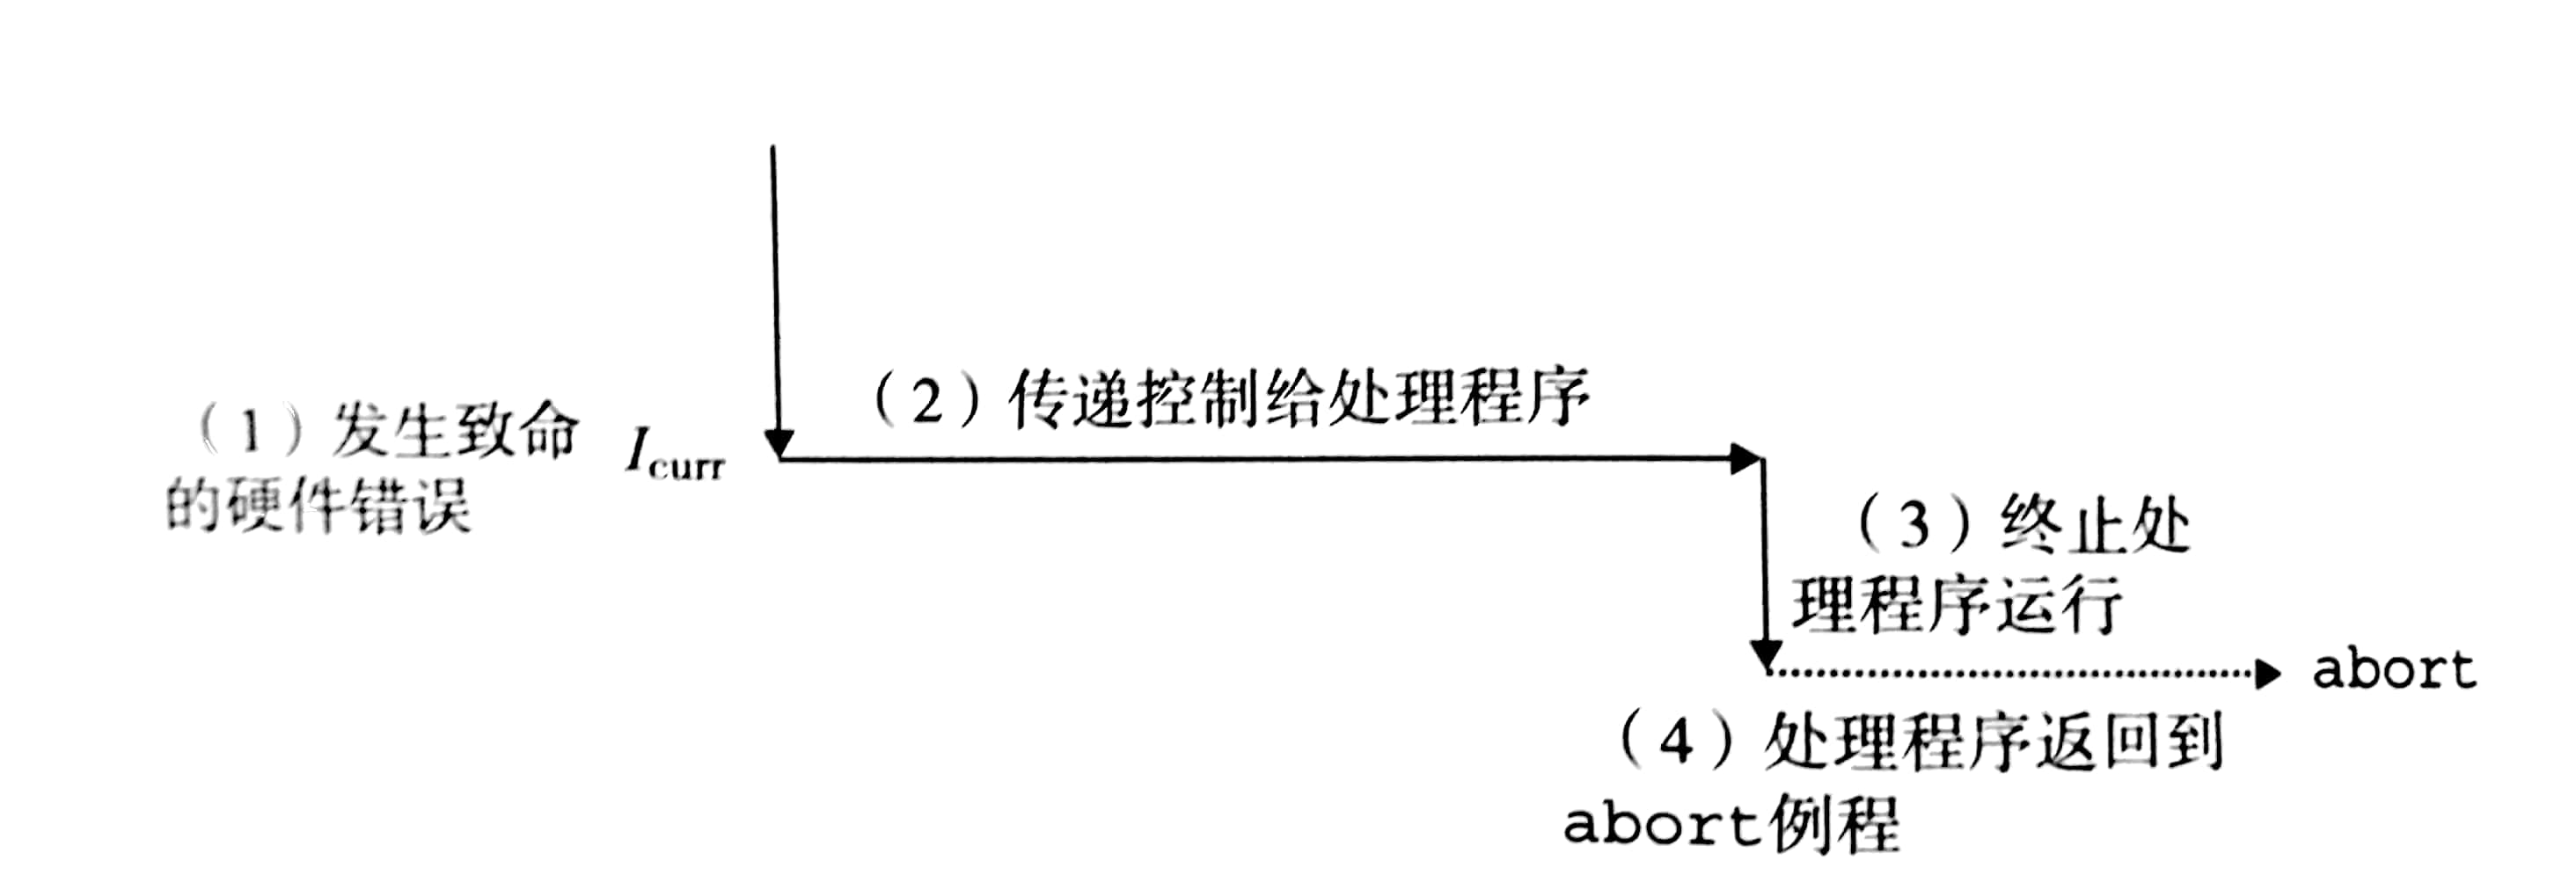 （1）发生致命
的硬件错误
Icurr
（2）传递控制给处理程序
（3）终止处
理程序运行
abort
（4）处理程序返回到
abort例程